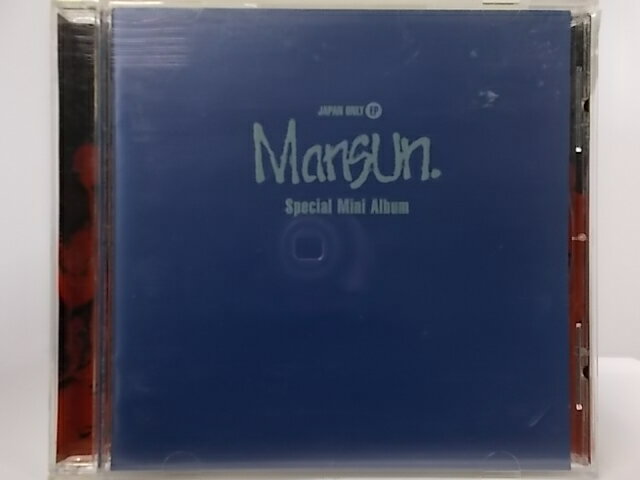 JAPAN ONLY EP
Mansun.
Special Mini Album